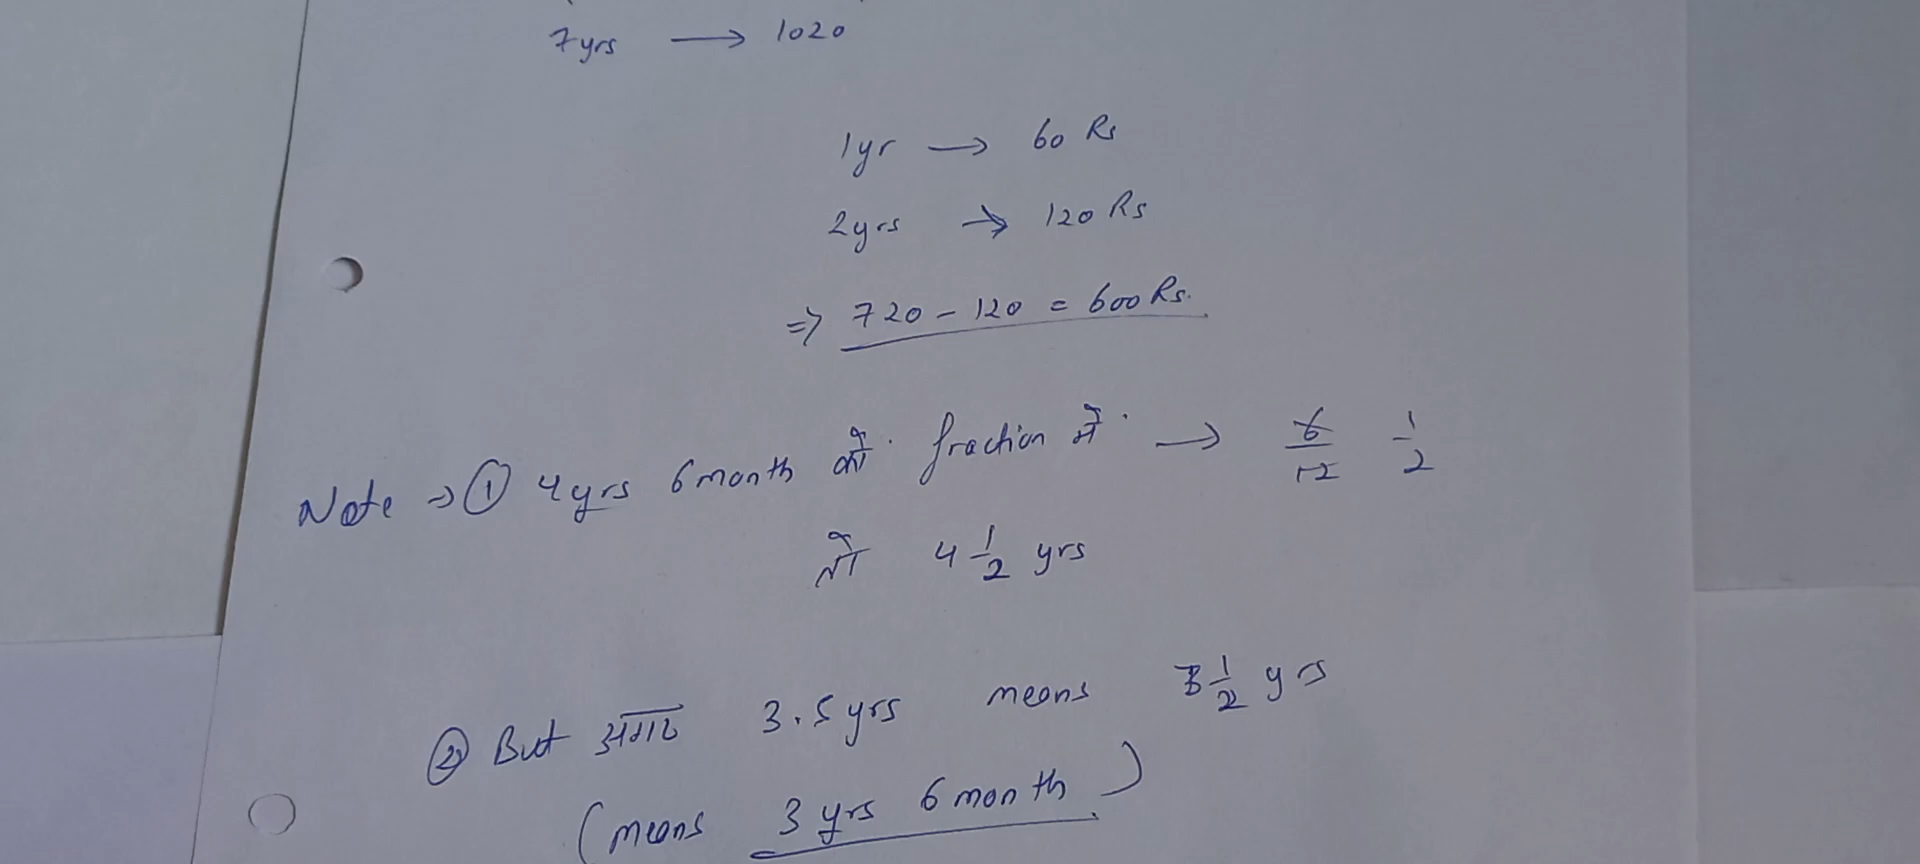 7yrs → 1020
1yr → 60 Rs
2yrs → 120 Rs
⇒ 720 - 120 = 600 Rs.
Note ⇒ ① 4yrs 6month को fraction में → 6/12 1/2
तो 4 1/2 yrs
② But अगर 3.5 yrs means 3 1/2 yrs
(means 3 yrs 6 month)